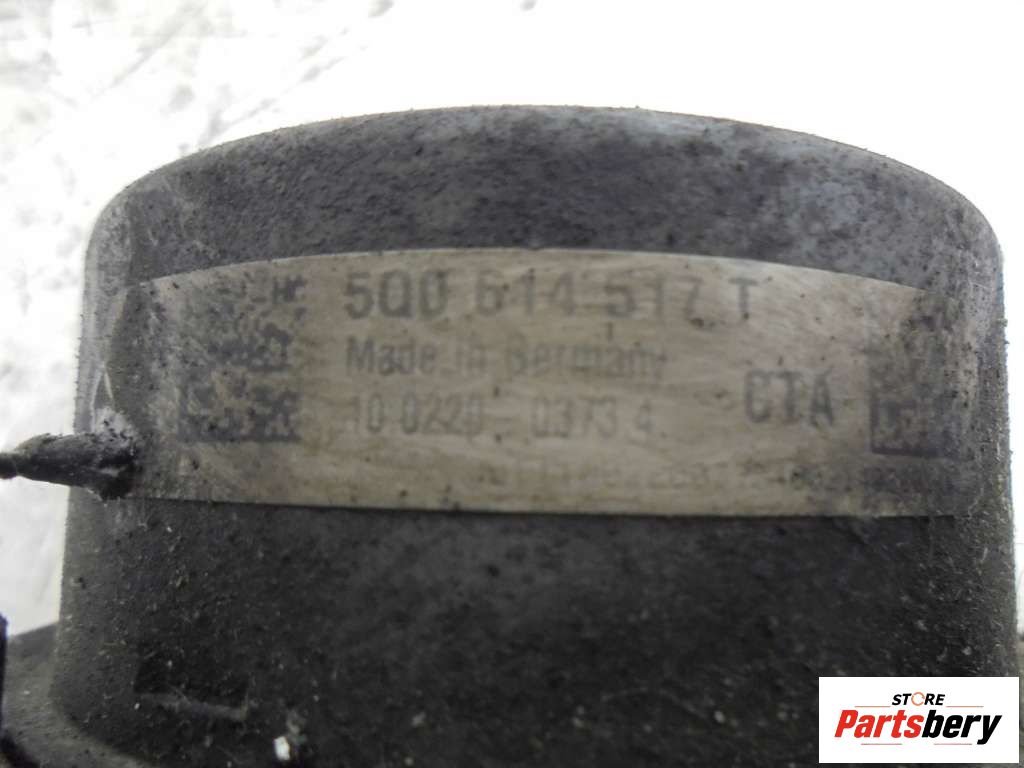 5Q0 614 517 T
Made in Germany
10 0220-0373 4
CTA
STORE
Partsbery